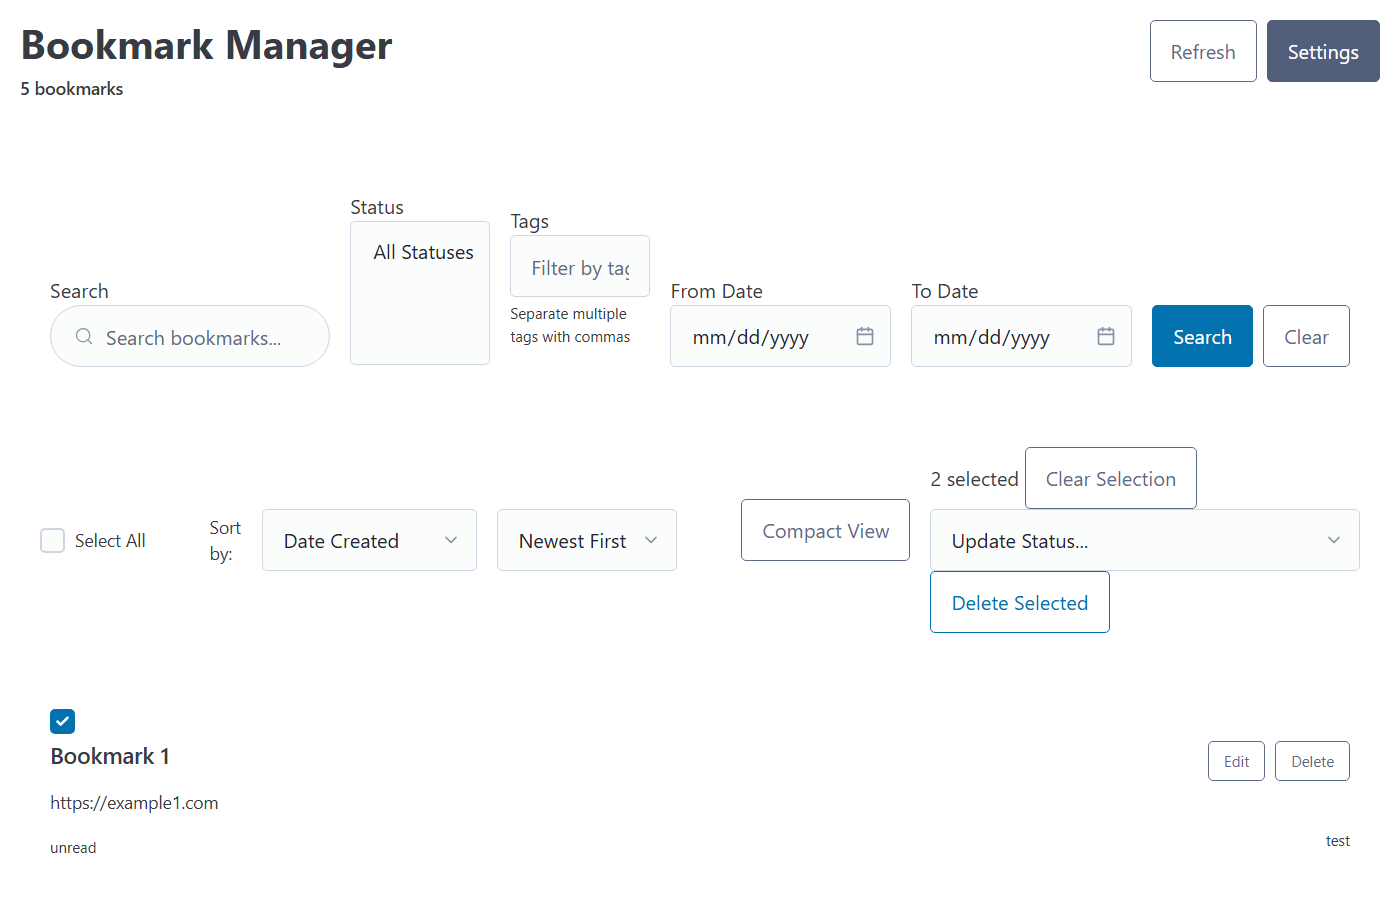 Bookmark Manager
5 bookmarks
Refresh
Settings
Search
Search bookmarks...
Status
All Statuses
Tags
Filter by tag
Separate multiple
tags with commas
From Date
mm/dd/yyyy
To Date
mm/dd/yyyy
Search
Clear
Select All
Sort
by:
Date Created
Newest First
Compact View
2 selected
Clear Selection
Update Status...
Delete Selected
Bookmark 1
https://example1.com
unread
Edit
Delete
test